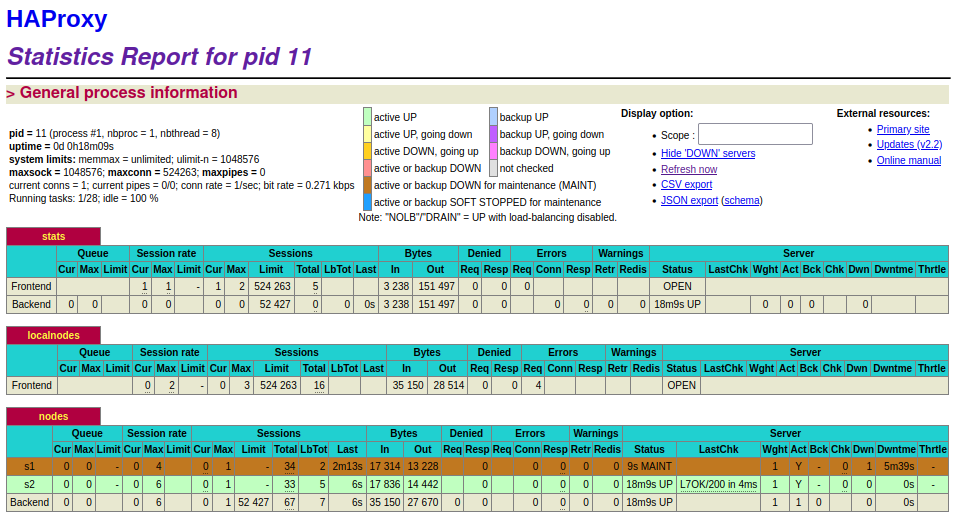 HAProxy
Statistics Report for pid 11
> General process information
pid = 11 (process #1, nbproc = 1, nbthread = 8)
uptime = 0d 0h18m09s
system limits: memmax = unlimited; ulimit-n = 1048576
maxsock = 1048576; maxconn = 524263; maxpipes = 0
current conns = 1; current pipes = 0/0; conn rate = 1/sec; bit rate = 0.271 kbps
Running tasks: 1/28; idle = 100 %
active UP backup UP
active UP, going down backup UP, going down
active DOWN, going up backup DOWN, going up
active or backup DOWN not checked
active or backup DOWN for maintenance (MAINT)
active or backup SOFT STOPPED for maintenance
Note: "NOLB"/"DRAIN" = UP with load-balancing disabled.
Display option:
• Scope :
• Hide 'DOWN' servers
• Refresh now
• CSV export
• JSON export (schema)
External resources:
• Primary site
• Updates (v2.2)
• Online manual
stats
Queue Session rate Sessions Bytes Denied Errors Warnings Server
Cur Max Limit Cur Max Limit Cur Max Limit Total LbTot Last In Out Req Resp Req Conn Resp Retr Redis Status LastChk Wght Act Bck Chk Dwn Dwntme Thrtle
Frontend 1 1 - 1 2 524 263 5 3 238 151 497 0 0 0 OPEN
Backend 0 0 0 0 0 0 52 427 0 0 0s 3 238 151 497 0 0 0 0 0 0 18m9s UP 0 0 0 0
localnodes
Queue Session rate Sessions Bytes Denied Errors Warnings Server
Cur Max Limit Cur Max Limit Cur Max Limit Total LbTot Last In Out Req Resp Req Conn Resp Retr Redis Status LastChk Wght Act Bck Chk Dwn Dwntme Thrtle
Frontend 0 2 - 0 3 524 263 16 35 150 28 514 0 0 4 OPEN
nodes
Queue Session rate Sessions Bytes Denied Errors Warnings Server
Cur Max Limit Cur Max Limit Cur Max Limit Total LbTot Last In Out Req Resp Req Conn Resp Retr Redis Status LastChk Wght Act Bck Chk Dwn Dwntme Thrtle
s1 0 0 - 0 4 0 1 - 34 2 2m13s 17 314 13 228 0 0 0 0 0 9s MAINT 1 Y - 0 1 5m39s -
s2 0 0 - 0 6 0 1 - 33 5 6s 17 836 14 442 0 0 0 0 0 18m9s UP L7OK/200 in 4ms 1 Y - 0 0 0s -
Backend 0 0 0 6 0 1 52 427 67 7 6s 35 150 27 670 0 0 0 0 0 0 18m9s UP 1 1 0 0 0s